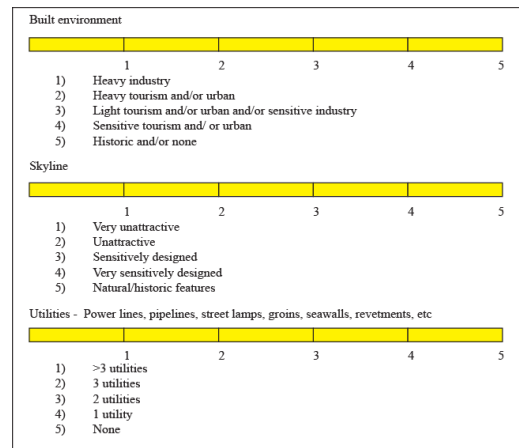 Built environment
1 2 3 4 5
1) Heavy industry
2) Heavy tourism and/or urban
3) Light tourism and/or urban and/or sensitive industry
4) Sensitive tourism and/ or urban
5) Historic and/or none
Skyline
1 2 3 4 5
1) Very unattractive
2) Unattractive
3) Sensitively designed
4) Very sensitively designed
5) Natural/historic features
Utilities - Power lines, pipelines, street lamps, groins, seawalls, revetments, etc
1 2 3 4 5
1) >3 utilities
2) 3 utilities
3) 2 utilities
4) 1 utility
5) None